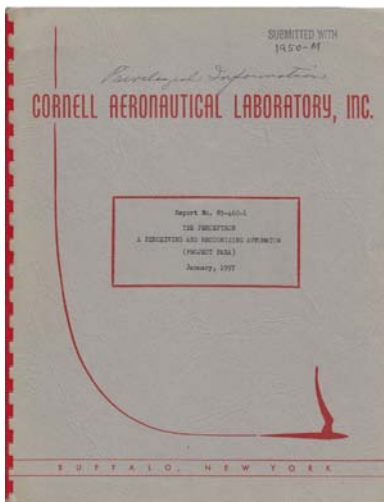 SUBMITTED WITH
1950-M
Privileged Information
CORNELL AERONAUTICAL LABORATORY, INC.
Report No. 85-460-1
THE PERCEPTRON
A PERCEIVING AND RECOGNIZING AUTOMATON
(PROJECT PARA)
January, 1957
BUFFALO, NEW YORK